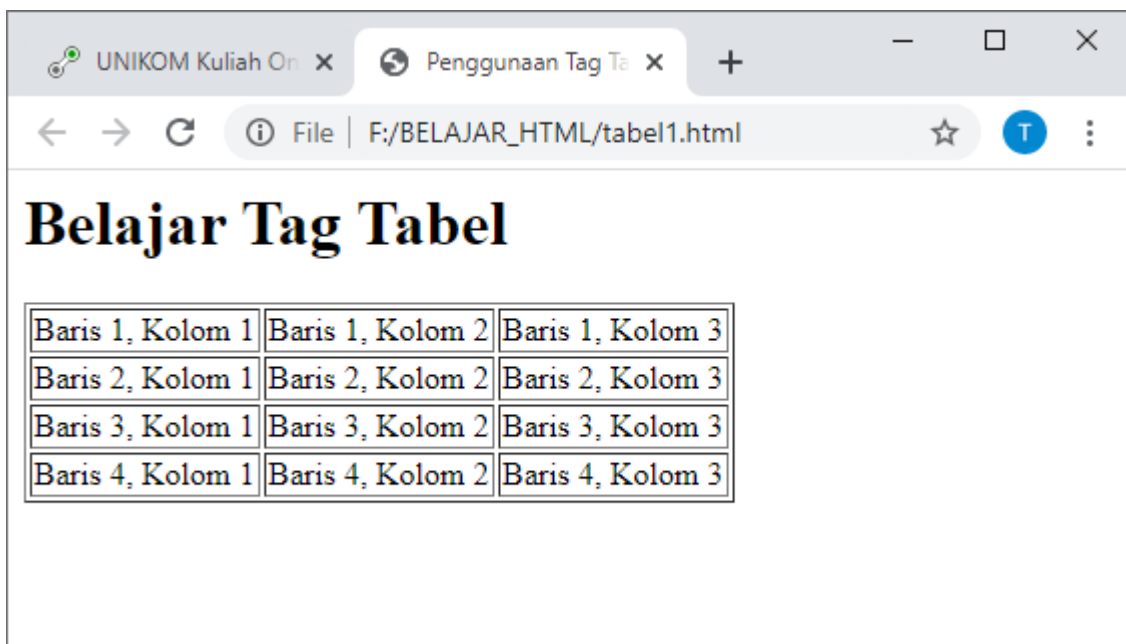 UNIKOM Kuliah On Penggunaan Tag Ta
File F:/BELAJAR_HTML/tabel1.html T
Belajar Tag Tabel
Baris 1, Kolom 1 Baris 1, Kolom 2 Baris 1, Kolom 3
Baris 2, Kolom 1 Baris 2, Kolom 2 Baris 2, Kolom 3
Baris 3, Kolom 1 Baris 3, Kolom 2 Baris 3, Kolom 3
Baris 4, Kolom 1 Baris 4, Kolom 2 Baris 4, Kolom 3